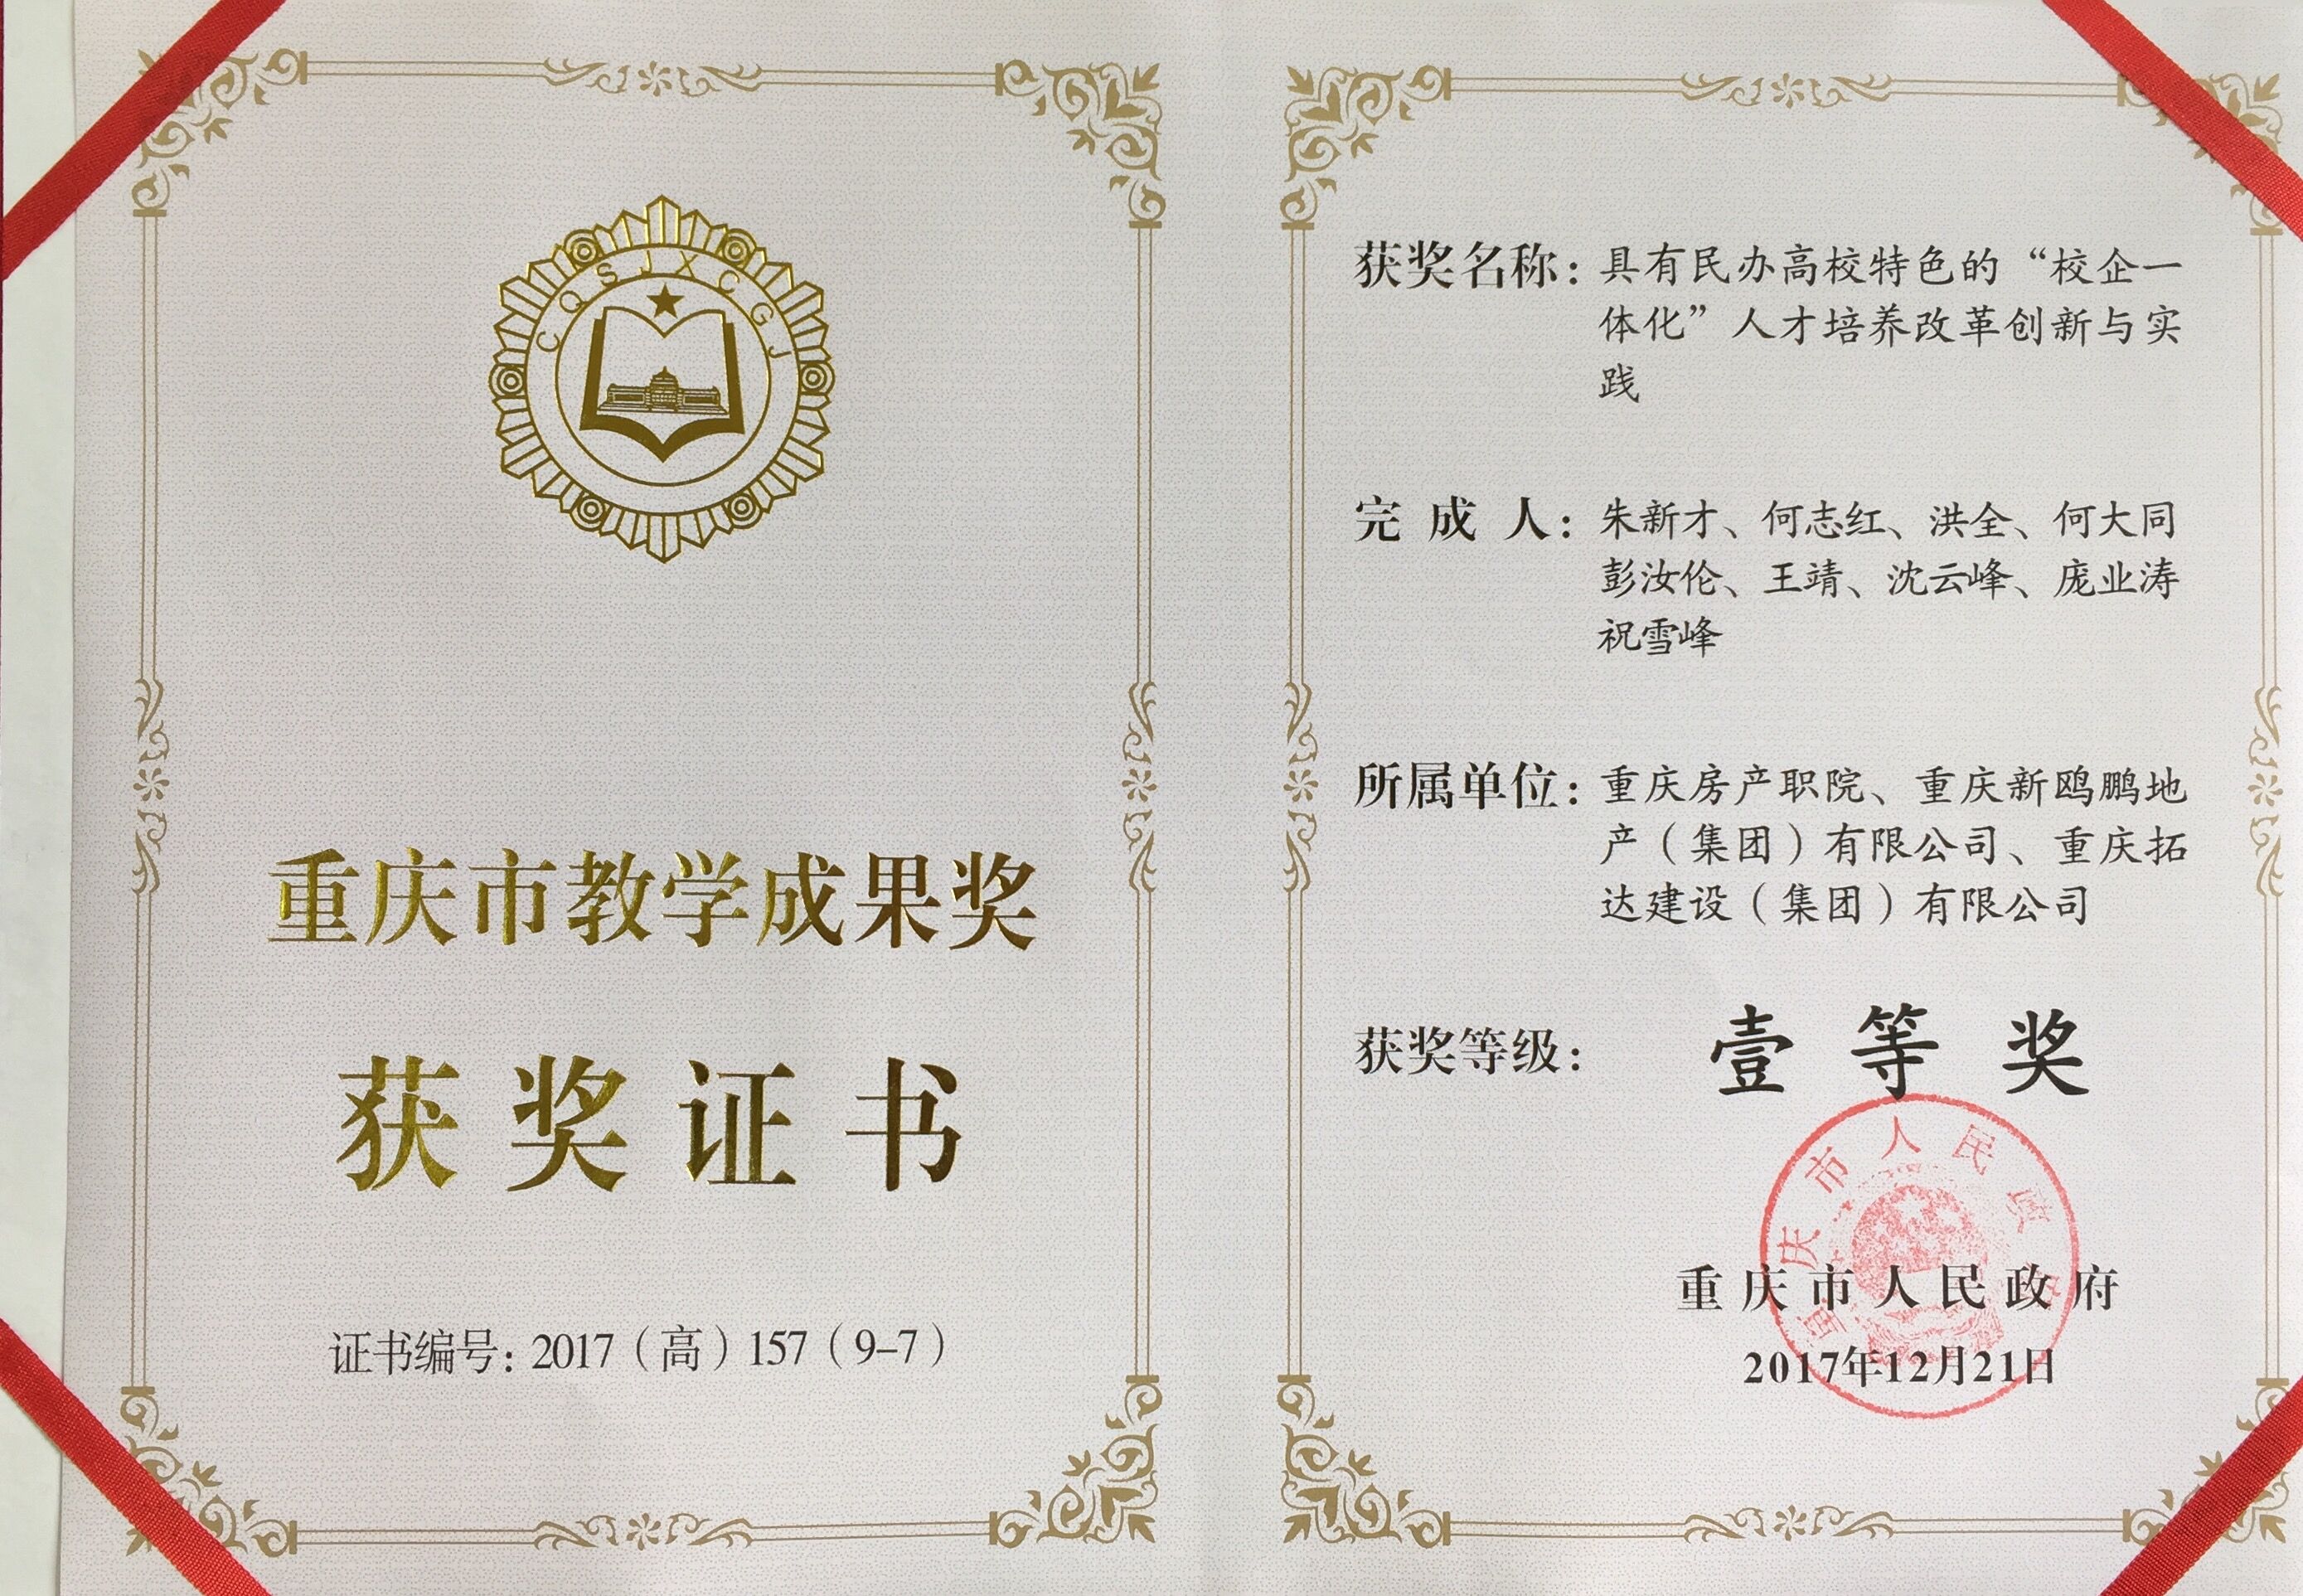 CQSJXCGJ
重庆市教学成果奖
获奖证书
证书编号：2017（高）157（9-7）
获奖名称：具有民办高校特色的“校企一
体化”人才培养改革创新与实
践
完成人：朱新才、何志红、洪全、何大同
彭汝伦、王靖、沈云峰、庞业涛
祝雪峰
所属单位：重庆房产职院、重庆新鸥鹏地
产（集团）有限公司、重庆拓
达建设（集团）有限公司
获奖等级：壹等奖
重庆市人民政府
重庆市人民政府
2017年12月21日